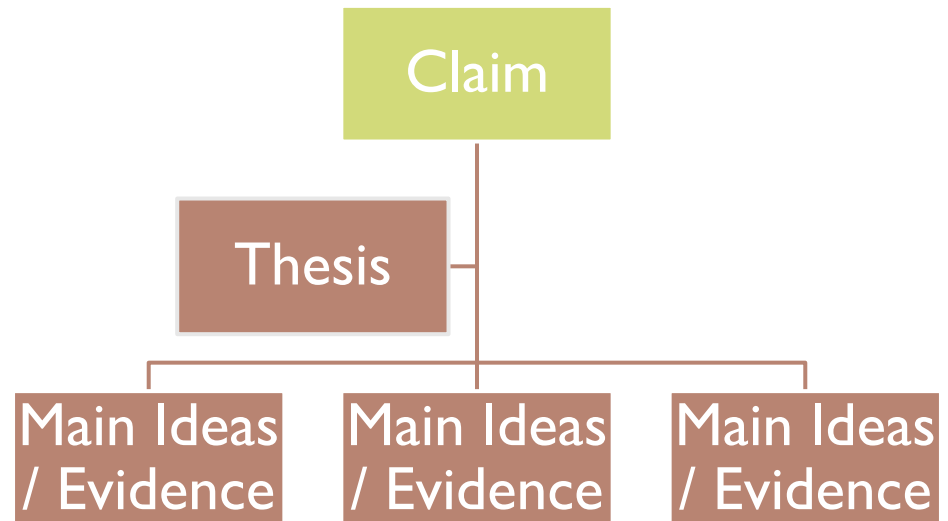 Claim
Thesis
Main Ideas
/ Evidence
Main Ideas
/ Evidence
Main Ideas
/ Evidence